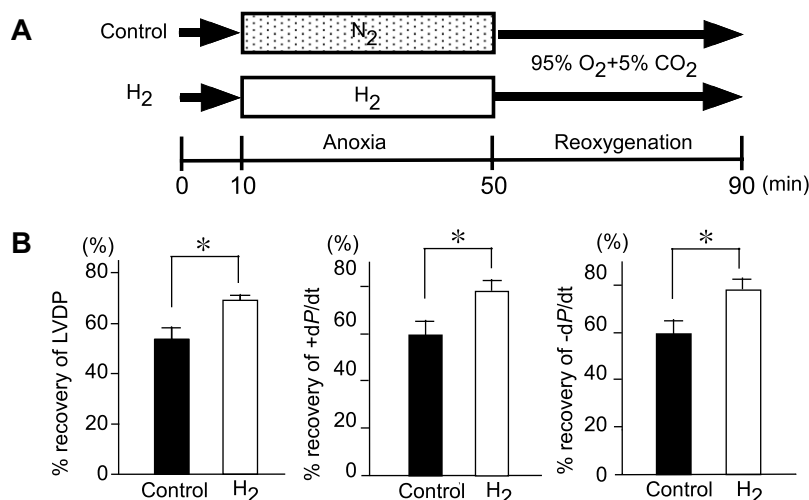 A
Control
N2
95% O2+5% CO2
H2
H2
Anoxia
Reoxygenation
0
10
50
90 (min)
B
(%)
% recovery of LVDP
80
60
40
20
0
*
Control
H2
(%)
% recovery of +dP/dt
80
60
40
20
0
*
Control
H2
(%)
% recovery of -dP/dt
80
60
40
20
0
*
Control
H2